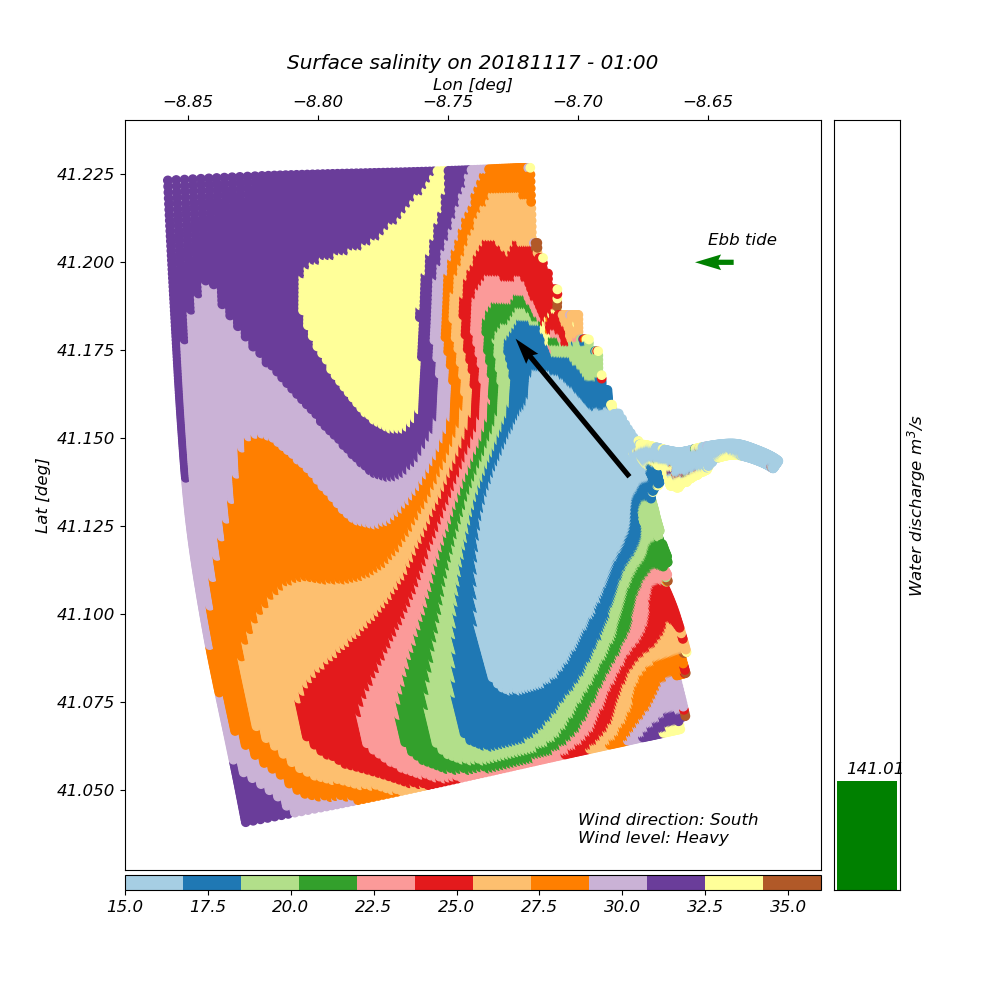 Surface salinity on 20181117 - 01:00
Lon [deg]
−8.85 −8.80 −8.75 −8.70 −8.65
41.225
41.200
41.175
41.150
41.125
41.100
41.075
41.050
Lat [deg]
Ebb tide
Wind direction: South
Wind level: Heavy
141.01
Water discharge m³/s
15.0 17.5 20.0 22.5 25.0 27.5 30.0 32.5 35.0